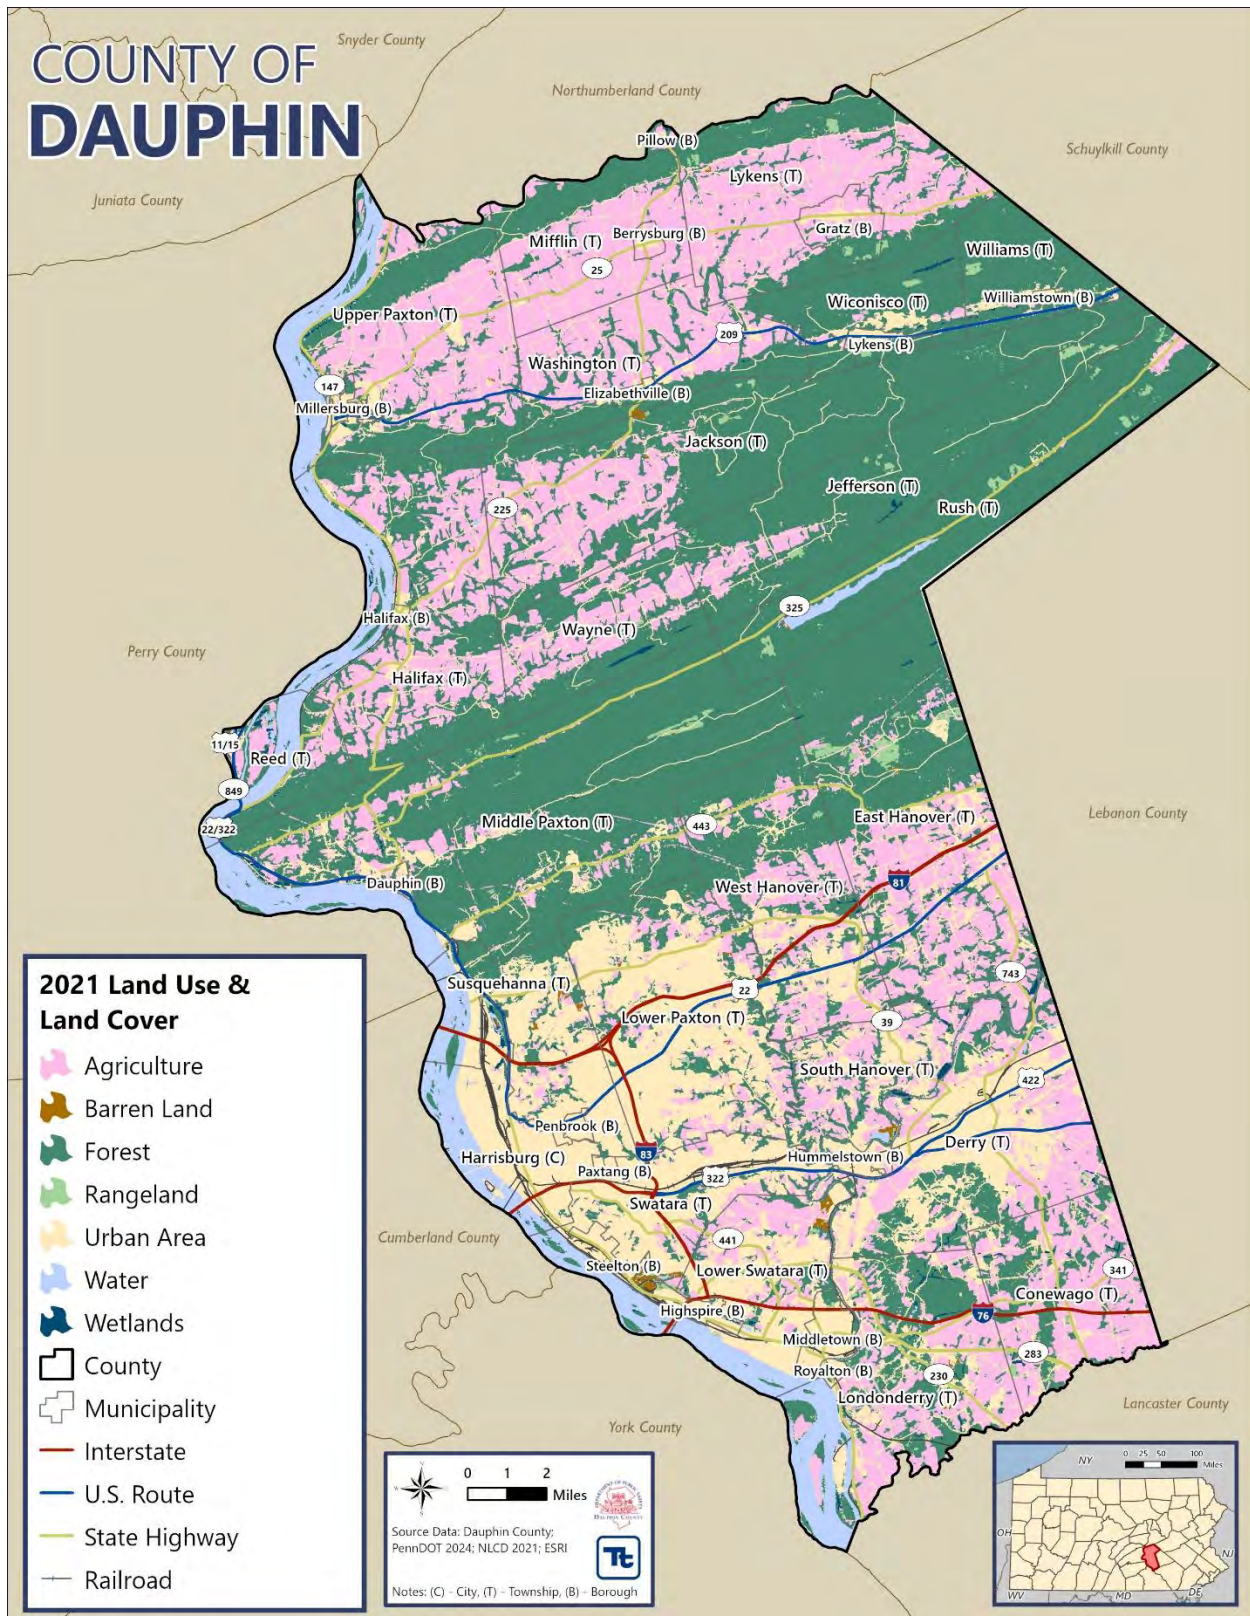 COUNTY OF
DAUPHIN
Snyder County
Northumberland County
Schuylkill County
Juniata County
Pillow (B)
Lykens (T)
Mifflin (T)
Berrysburg (B)
Gratz (B)
Williams (T)
25
Upper Paxton (T)
Wiconisco (T)
Williamstown (B)
209
Lykens (B)
Washington (T)
147
Elizabethville (B)
Millersburg (B)
Jackson (T)
Jefferson (T)
225
Rush (T)
325
Halifax (B)
Wayne (T)
Perry County
Halifax (T)
11/15
Reed (T)
849
22/322
Middle Paxton (T)
443
East Hanover (T)
Lebanon County
Dauphin (B)
West Hanover (T)
81
743
Susquehanna (T)
22
Lower Paxton (T)
39
South Hanover (T)
422
Penbrook (B)
Derry (T)
Harrisburg (C)
83
Hummelstown (B)
Paxtang (B)
322
Swatara (T)
Cumberland County
441
Steelton (B)
Lower Swatara (T)
341
Conewago (T)
Highspire (B)
76
Middletown (B)
283
Royalton (B)
230
Londonderry (T)
Lancaster County
York County
2021 Land Use &
Land Cover
Agriculture
Barren Land
Forest
Rangeland
Urban Area
Water
Wetlands
County
Municipality
Interstate
U.S. Route
State Highway
Railroad
0 1 2
Miles
Source Data: Dauphin County;
PennDOT 2024; NLCD 2021; ESRI
DAUPHIN COUNTY
Tt
Notes: (C) - City, (T) - Township, (B) - Borough
0 25 50 100
Miles
NY
OH
NJ
WV
MD
DE